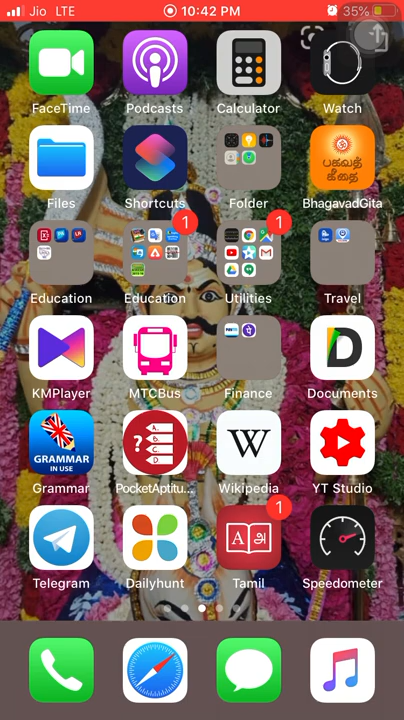 Jio LTE 10:42 PM 35%
FaceTime Podcasts Calculator Watch
பகவத்
கீதை
Files Shortcuts Folder BhagavadGita
1 1
Education Education Utilities Travel
KMPlayer MTCBus Finance Documents
GRAMMAR
IN USE
? A. B. C. D.
W
Grammar PocketAptitu... Wikipedia YT Studio
1
A அ
Telegram Dailyhunt Tamil Speedometer